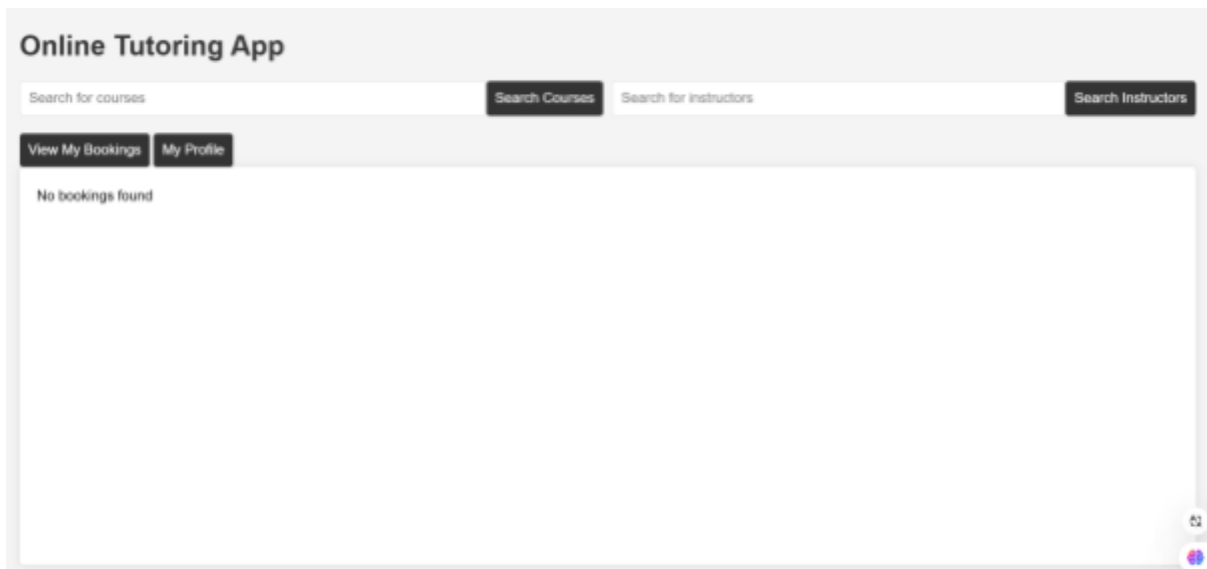 Online Tutoring App
Search for courses
Search Courses
Search for instructors
Search Instructors
View My Bookings
My Profile
No bookings found